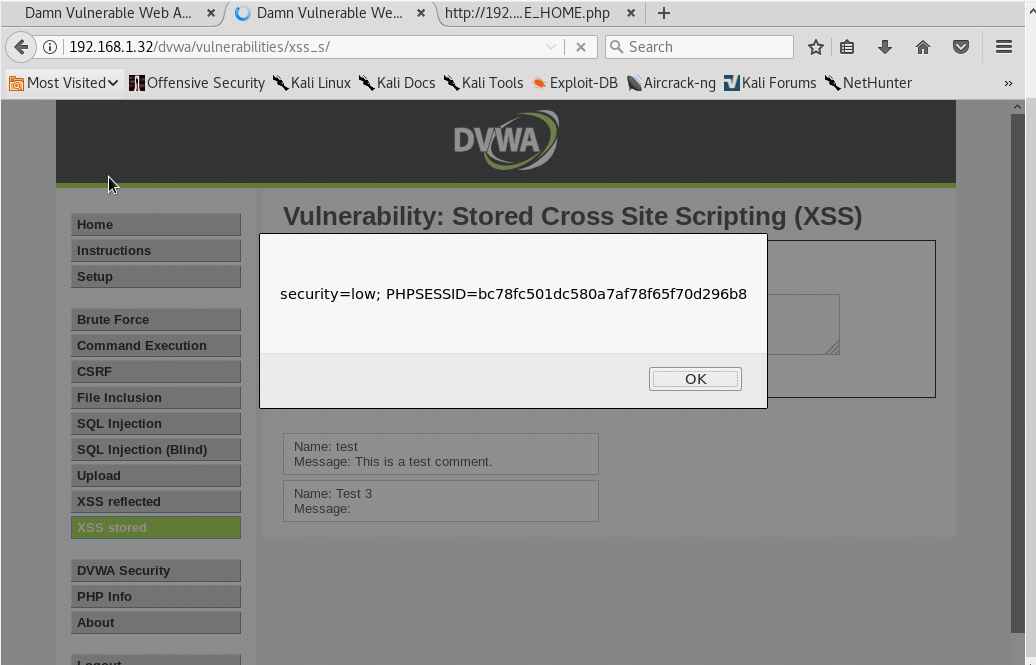 Damn Vulnerable Web A... × Damn Vulnerable We... × http://192....E_HOME.php × +
192.168.1.32/dvwa/vulnerabilities/xss_s/ Search
Most Visited Offensive Security Kali Linux Kali Docs Kali Tools Exploit-DB Aircrack-ng Kali Forums NetHunter »
DVWA
Vulnerability: Stored Cross Site Scripting (XSS)
Home
Instructions
Setup
Brute Force
Command Execution
CSRF
File Inclusion
SQL Injection
SQL Injection (Blind)
Upload
XSS reflected
XSS stored
DVWA Security
PHP Info
About
Logout
security=low; PHPSESSID=bc78fc501dc580a7af78f65f70d296b8
OK
Name: test
Message: This is a test comment.
Name: Test 3
Message: